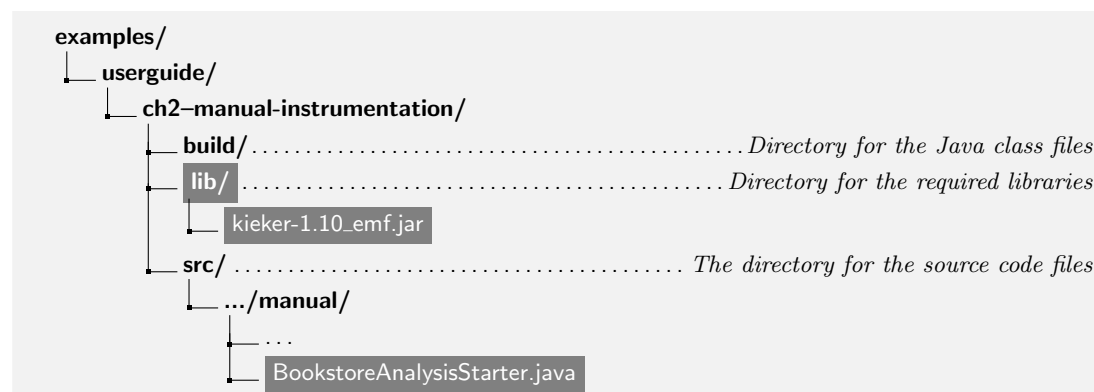 examples/
userguide/
ch2–manual-instrumentation/
build/ . . . . . . . . . . . . . . . . . . . . . . . . . . . . . . . . . . . . . . . . . . . . . . . Directory for the Java class files
lib/ . . . . . . . . . . . . . . . . . . . . . . . . . . . . . . . . . . . . . . . . . . . . . . Directory for the required libraries
kieker-1.10_emf.jar
src/ . . . . . . . . . . . . . . . . . . . . . . . . . . . . . . . . . . . . . . . . . . . The directory for the source code files
.../manual/
. . .
BookstoreAnalysisStarter.java